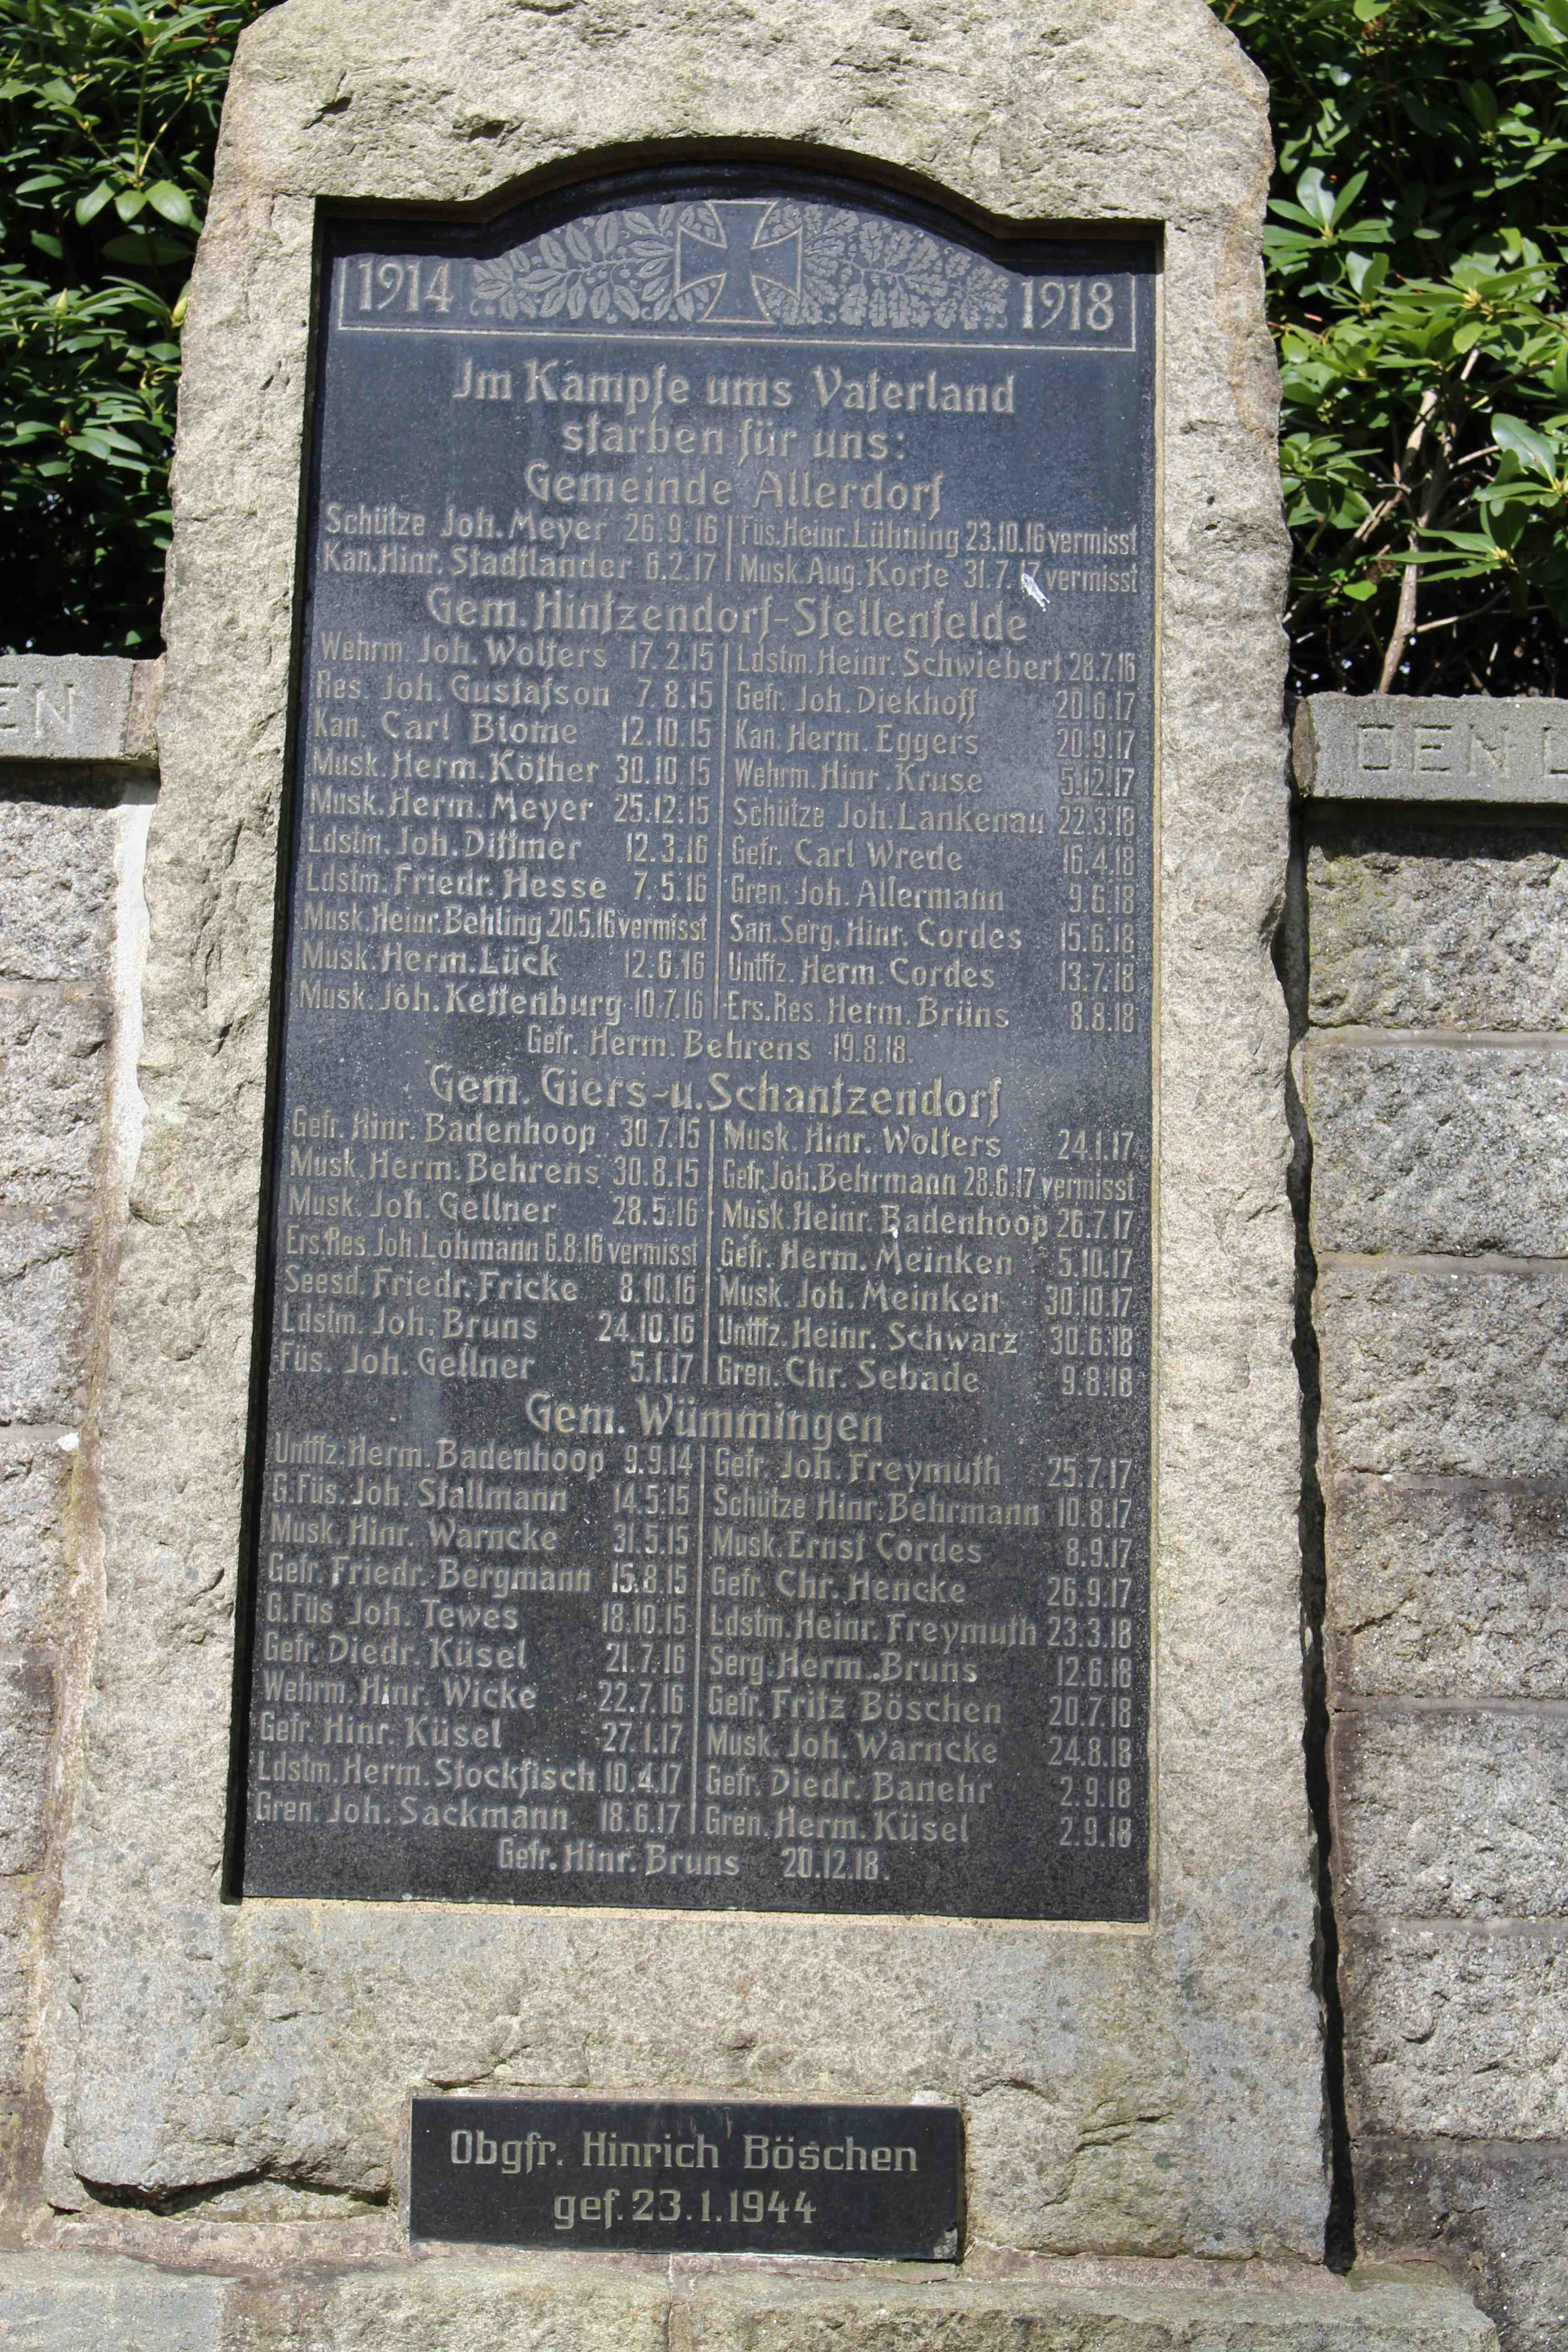 1914 1918
Jm Kampfe ums Vaterland
starben für uns:
Gemeinde Allerdorf
Schütze Joh. Meyer 26.9.16 Füs. Heinr. Lühning 23.10.16 vermisst
Kan. Hinr. Stadtlander 6.2.17 Musk. Aug. Korte 31.7.17 vermisst
Gem. Hintzendorf-Stellenfelde
Wehrm. Joh. Wolters 17.2.15 Ldstm. Heinr. Schwiebert 28.7.16
Res. Joh. Gustafson 7.8.15 Gefr. Joh. Diekhoff 20.6.17
Kan. Carl Blome 12.10.15 Kan. Herm. Eggers 20.9.17
Musk. Herm. Köther 30.10.15 Wehrm. Hinr. Kruse 5.12.17
Musk. Herm. Meyer 25.12.15 Schütze Joh. Lankenau 22.3.18
Ldstm. Joh. Dittmer 12.3.16 Gefr. Carl Wrede 16.4.18
Ldstm. Friedr. Hesse 7.5.16 Gren. Joh. Allermann 9.6.18
Musk. Heinr. Behling 20.5.16 vermisst San. Serg. Hinr. Cordes 15.6.18
Musk. Herm. Lück 12.6.16 Untffz. Herm. Cordes 13.7.18
Musk. Joh. Kettenburg 10.7.16 Ers. Res. Herm. Brüns 8.8.18
Gefr. Herm. Behrens 19.8.18.
Gem. Giers-u. Schantzendorf
Gefr. Hinr. Badenhoop 30.7.15 Musk. Hinr. Wolters 24.1.17
Musk. Herm. Behrens 30.8.15 Gefr. Joh. Behrmann 28.6.17 vermisst
Musk. Joh. Gellner 28.5.16 Musk. Heinr. Badenhoop 26.7.17
Ers. Res. Joh. Lohmann 6.8.16 vermisst Gefr. Herm. Meinken 5.10.17
Seesd. Friedr. Fricke 8.10.16 Musk. Joh. Meinken 30.10.17
Ldstm. Joh. Bruns 24.10.16 Untffz. Heinr. Schwarz 30.6.18
Füs. Joh. Gellner 5.1.17 Gren. Chr. Sebade 9.8.18
Gem. Wümmingen
Untffz. Herm. Badenhoop 9.9.14 Gefr. Joh. Freymuth 25.7.17
G. Füs. Joh. Stallmann 14.5.15 Schütze Hinr. Behrmann 10.8.17
Musk. Hinr. Warncke 31.5.15 Musk. Ernst Cordes 8.9.17
Gefr. Friedr. Bergmann 15.8.15 Gefr. Chr. Hencke 26.9.17
G. Füs. Joh. Tewes 18.10.15 Ldstm. Heinr. Freymuth 23.3.18
Gefr. Diedr. Küsel 21.7.16 Serg. Herm. Bruns 12.6.18
Wehrm. Hinr. Wicke 22.7.16 Gefr. Fritz Böschen 20.7.18
Gefr. Hinr. Küsel 27.1.17 Musk. Joh. Warncke 24.8.18
Ldstm. Herm. Stockfisch 10.4.17 Gefr. Diedr. Banehr 2.9.18
Gren. Joh. Sackmann 18.6.17 Gren. Herm. Küsel 2.9.18
Gefr. Hinr. Bruns 20.12.18.
EN
DEN
Obgfr. Hinrich Böschen
gef. 23.1.1944